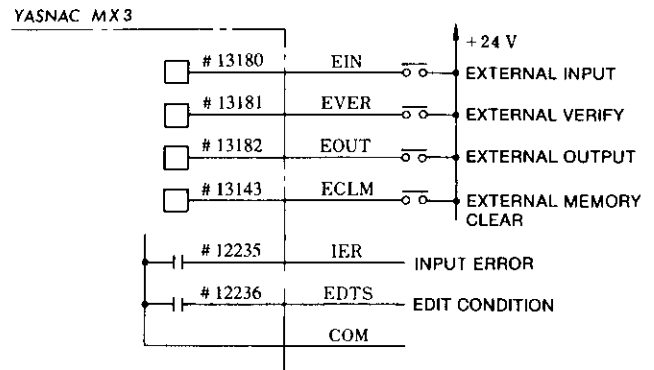 YASNAC MX3
+24 V
# 13180 EIN EXTERNAL INPUT
# 13181 EVER EXTERNAL VERIFY
# 13182 EOUT EXTERNAL OUTPUT
# 13143 ECLM EXTERNAL MEMORY
CLEAR
# 12235 IER INPUT ERROR
# 12236 EDTS EDIT CONDITION
COM